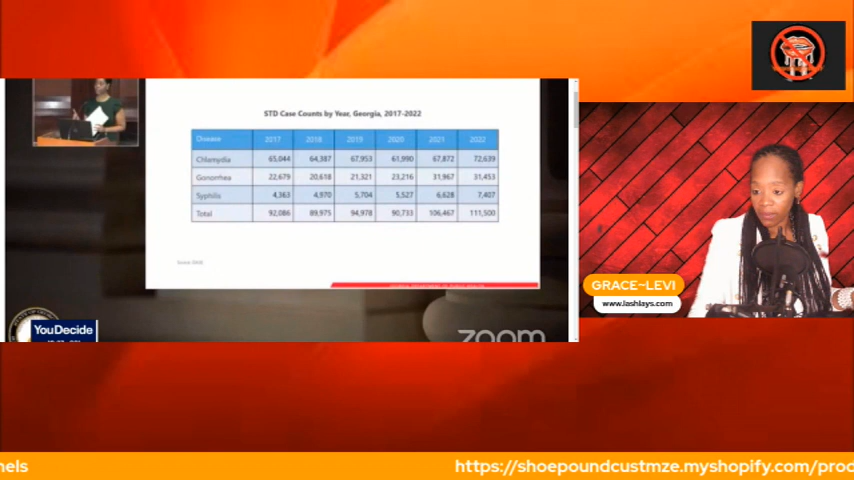 STD Case Counts by Year, Georgia, 2017-2022
Disease 2017 2018 2019 2020 2021 2022
Chlamydia 65,044 64,387 67,953 61,990 67,872 72,639
Gonorrhea 22,679 20,618 21,321 23,216 31,967 31,453
Syphilis 4,363 4,970 5,704 5,527 6,628 7,407
Total 92,086 89,975 94,978 90,733 106,467 111,500
GRACE~LEVI
www.lashlays.com
YouDecide
zoom
nels
https://shoepoundcustmze.myshopify.com/prod